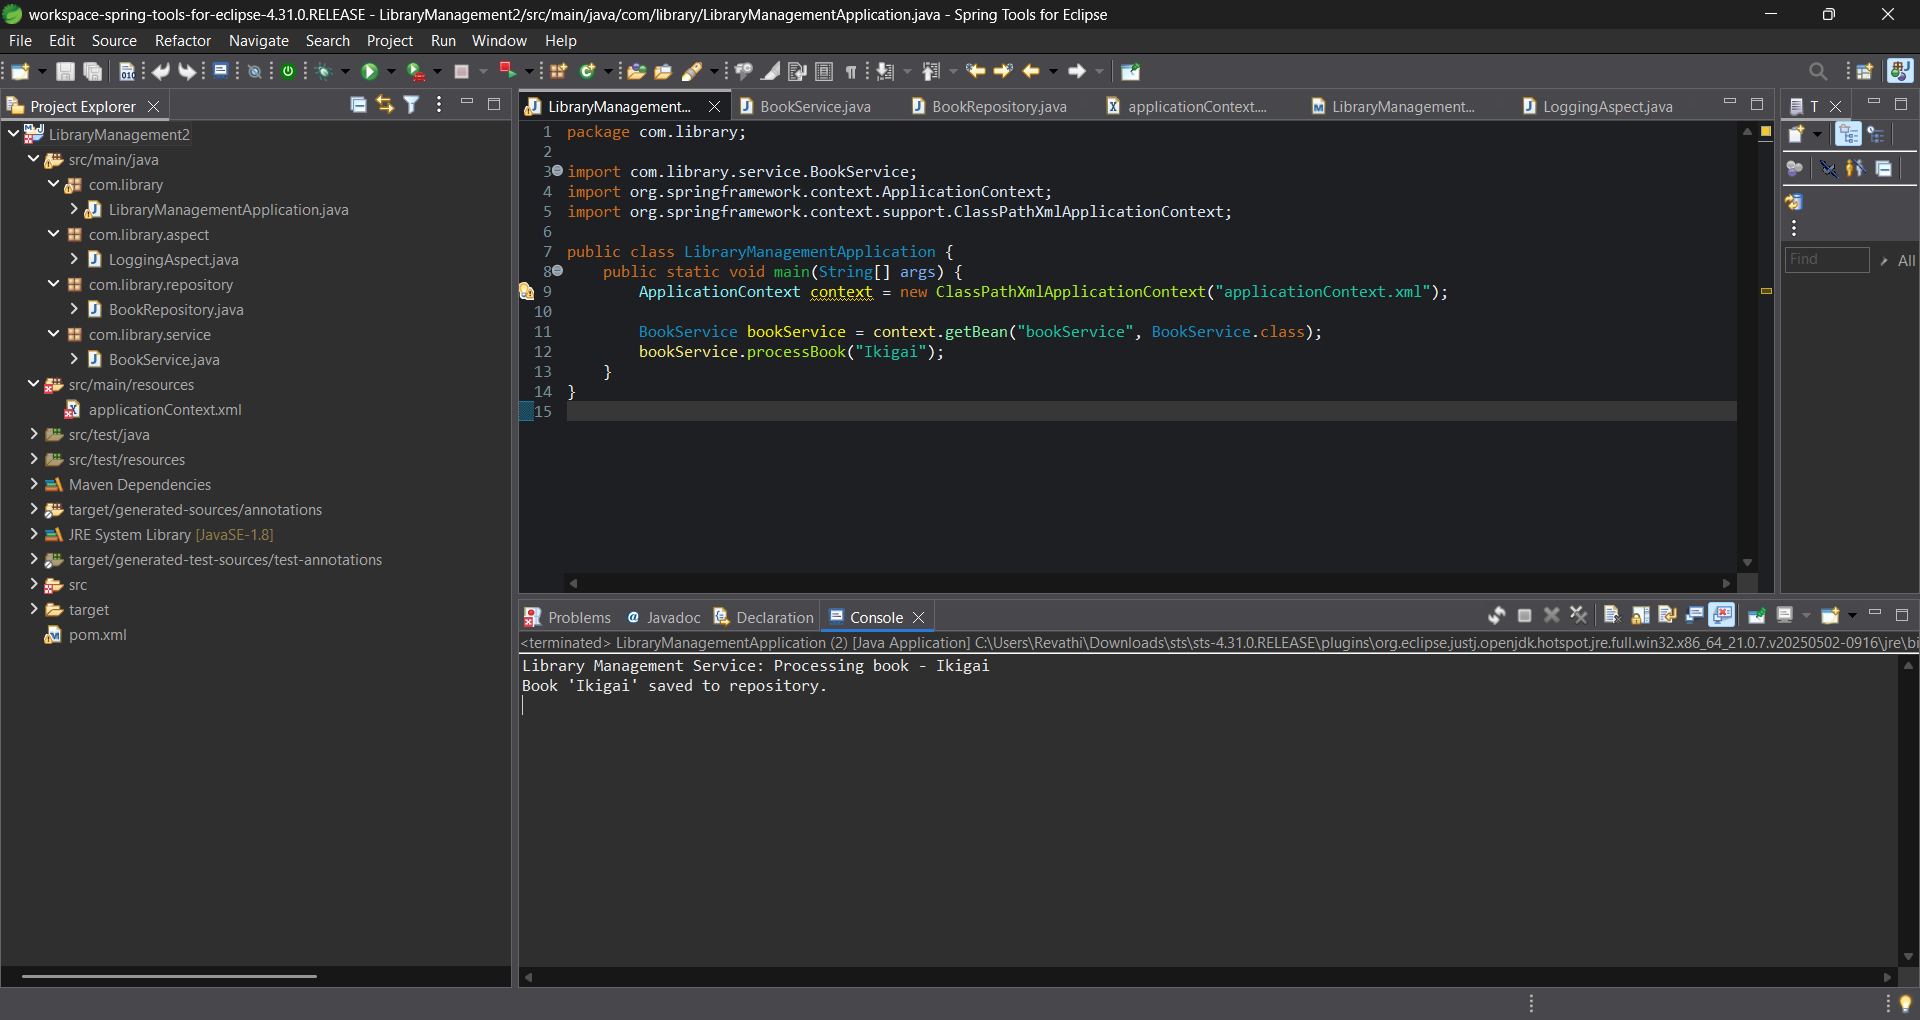 workspace-spring-tools-for-eclipse-4.31.0.RELEASE - LibraryManagement2/src/main/java/com/library/LibraryManagementApplication.java - Spring Tools for Eclipse
File Edit Source Refactor Navigate Search Project Run Window Help
Project Explorer
LibraryManagement2
src/main/java
com.library
LibraryManagementApplication.java
com.library.aspect
LoggingAspect.java
com.library.repository
BookRepository.java
com.library.service
BookService.java
src/main/resources
applicationContext.xml
src/test/java
src/test/resources
Maven Dependencies
target/generated-sources/annotations
JRE System Library [JavaSE-1.8]
target/generated-test-sources/test-annotations
src
target
pom.xml
LibraryManagement... BookService.java BookRepository.java applicationContext.... LibraryManagement... LoggingAspect.java
1 package com.library;
2
3 import com.library.service.BookService;
4 import org.springframework.context.ApplicationContext;
5 import org.springframework.context.support.ClassPathXmlApplicationContext;
6
7 public class LibraryManagementApplication {
8 public static void main(String[] args) {
9 ApplicationContext context = new ClassPathXmlApplicationContext("applicationContext.xml");
10
11 BookService bookService = context.getBean("bookService", BookService.class);
12 bookService.processBook("Ikigai");
13 }
14 }
15
T
Find All
Problems Javadoc Declaration Console
<terminated> LibraryManagementApplication (2) [Java Application] C:\Users\Revathi\Downloads\sts\sts-4.31.0.RELEASE\plugins\org.eclipse.justj.openjdk.hotspot.jre.full.win32.x86_64_21.0.7.v20250502-0916\jre\bi
Library Management Service: Processing book - Ikigai
Book 'Ikigai' saved to repository.